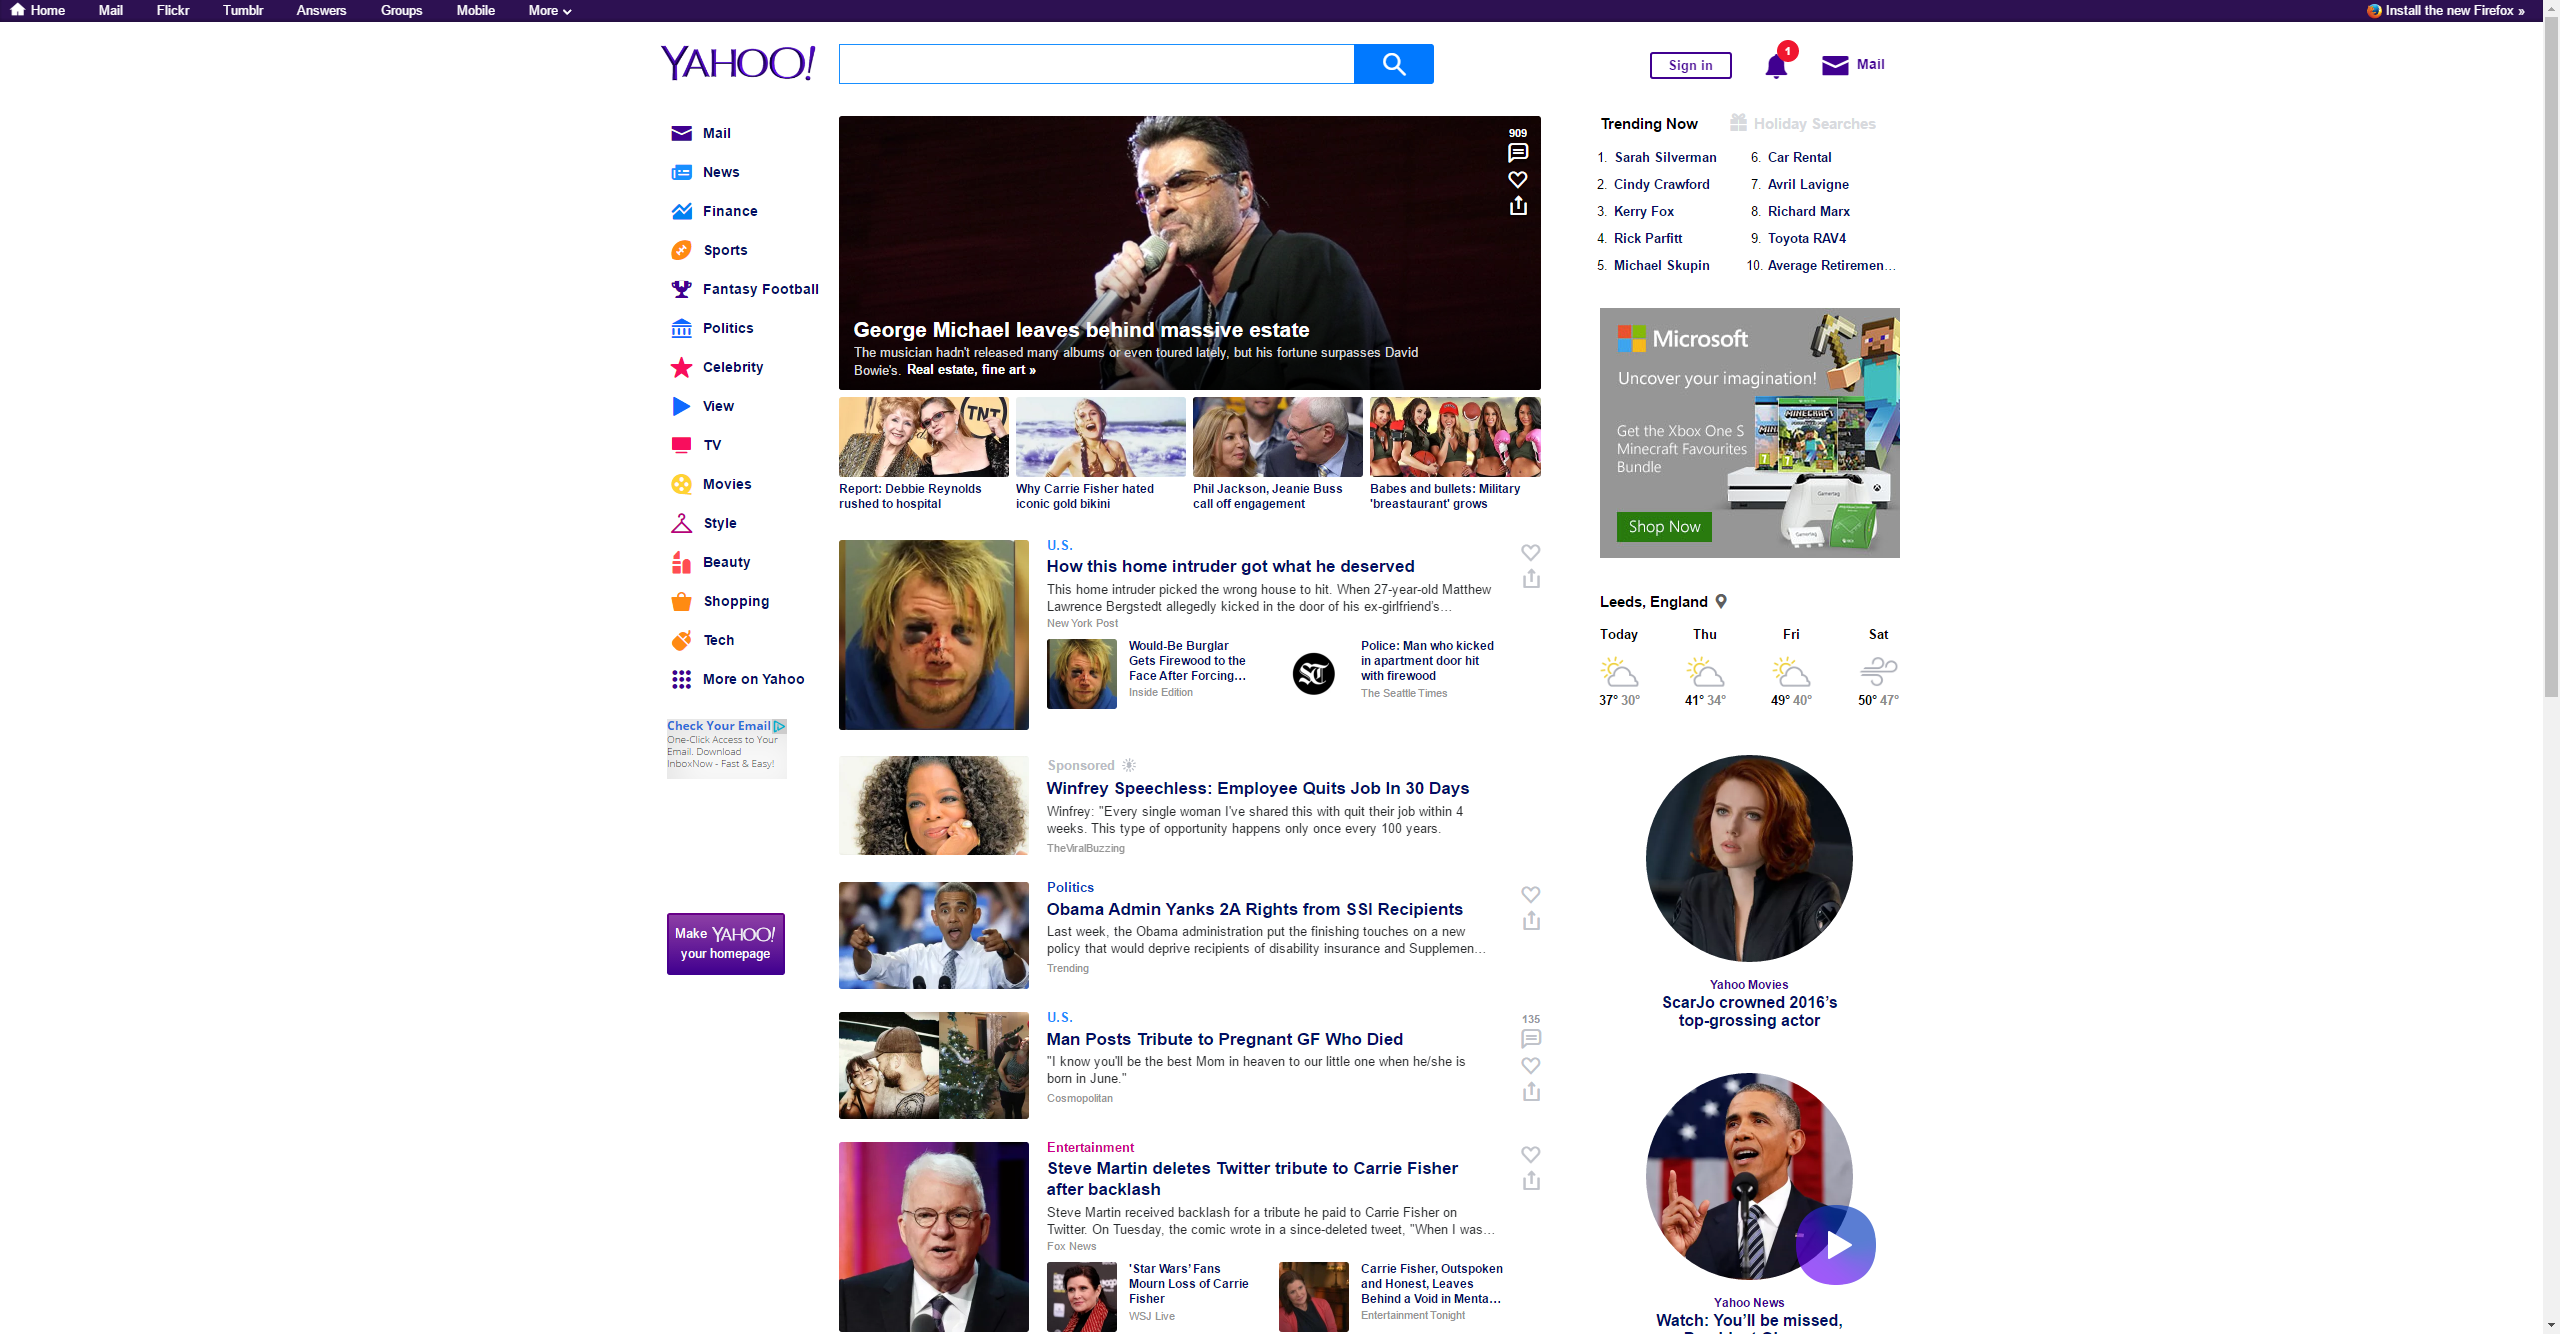 Home
Mail
Flickr
Tumblr
Answers
Groups
Mobile
More
Install the new Firefox »
YAHOO!
Sign in
1
Mail
Mail
News
Finance
Sports
Fantasy Football
Politics
Celebrity
View
TV
Movies
Style
Beauty
Shopping
Tech
More on Yahoo
Check Your Email
One-Click Access to Your
Email. Download
InboxNow - Fast & Easy!
Make YAHOO!
your homepage
909
George Michael leaves behind massive estate
The musician hadn't released many albums or even toured lately, but his fortune surpasses David
Bowie's. Real estate, fine art »
TNT
Report: Debbie Reynolds
rushed to hospital
Why Carrie Fisher hated
iconic gold bikini
Phil Jackson, Jeanie Buss
call off engagement
Babes and bullets: Military
'breastaurant' grows
U.S.
How this home intruder got what he deserved
This home intruder picked the wrong house to hit. When 27-year-old Matthew
Lawrence Bergstedt allegedly kicked in the door of his ex-girlfriend's...
New York Post
Would-Be Burglar
Gets Firewood to the
Face After Forcing...
Inside Edition
Police: Man who kicked
in apartment door hit
with firewood
The Seattle Times
Sponsored
Winfrey Speechless: Employee Quits Job In 30 Days
Winfrey: "Every single woman I've shared this with quit their job within 4
weeks. This type of opportunity happens only once every 100 years.
TheViralBuzzing
Politics
Obama Admin Yanks 2A Rights from SSI Recipients
Last week, the Obama administration put the finishing touches on a new
policy that would deprive recipients of disability insurance and Supplemen...
Trending
U.S.
Man Posts Tribute to Pregnant GF Who Died
"I know you'll be the best Mom in heaven to our little one when he/she is
born in June."
Cosmopolitan
135
Entertainment
Steve Martin deletes Twitter tribute to Carrie Fisher
after backlash
Steve Martin received backlash for a tribute he paid to Carrie Fisher on
Twitter. On Tuesday, the comic wrote in a since-deleted tweet, "When I was...
Fox News
'Star Wars' Fans
Mourn Loss of Carrie
Fisher
WSJ Live
Carrie Fisher, Outspoken
and Honest, Leaves
Behind a Void in Menta...
Entertainment Tonight
Trending Now
Holiday Searches
1. Sarah Silverman
2. Cindy Crawford
3. Kerry Fox
4. Rick Parfitt
5. Michael Skupin
6. Car Rental
7. Avril Lavigne
8. Richard Marx
9. Toyota RAV4
10. Average Retiremen...
Microsoft
Uncover your imagination!
MINECRAFT
Get the Xbox One S
Minecraft Favourites
Bundle
Gamertag
Gamertag
Shop Now
Leeds, England
Today Thu Fri Sat
37° 30° 41° 34° 49° 40° 50° 47°
Yahoo Movies
ScarJo crowned 2016's
top-grossing actor
Yahoo News
Watch: You'll be missed,